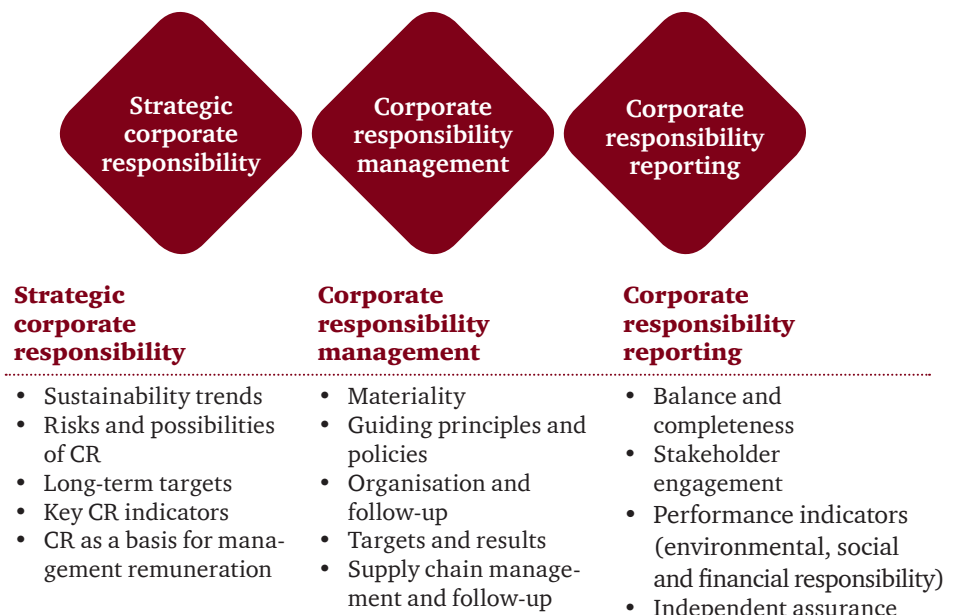 Strategic
corporate
responsibility
Corporate
responsibility
management
Corporate
responsibility
reporting
Strategic
corporate
responsibility
• Sustainability trends
• Risks and possibilities
of CR
• Long-term targets
• Key CR indicators
• CR as a basis for mana-
gement remuneration
Corporate
responsibility
management
• Materiality
• Guiding principles and
policies
• Organisation and
follow-up
• Targets and results
• Supply chain manage-
ment and follow-up
Corporate
responsibility
reporting
• Balance and
completeness
• Stakeholder
engagement
• Performance indicators
(environmental, social
and financial responsibility)
• Independent assurance